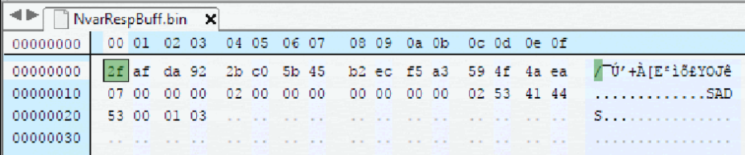 NvarRespBuff.bin x
00000000 00 01 02 03 04 05 06 07 08 09 0a 0b 0c 0d 0e 0f
00000000 2f af da 92 2b c0 5b 45 b2 ec f5 a3 59 4f 4a ea /¯Ú’+À[E²ìõ£YOJê
00000010 07 00 00 00 02 00 00 00 00 00 00 02 53 41 44 .............SAD
00000020 53 00 01 03 .. .. .. .. .. .. .. .. .. .. .. .. S...............
00000030 .. .. .. .. .. .. .. .. .. .. .. .. .. .. .. .. ................